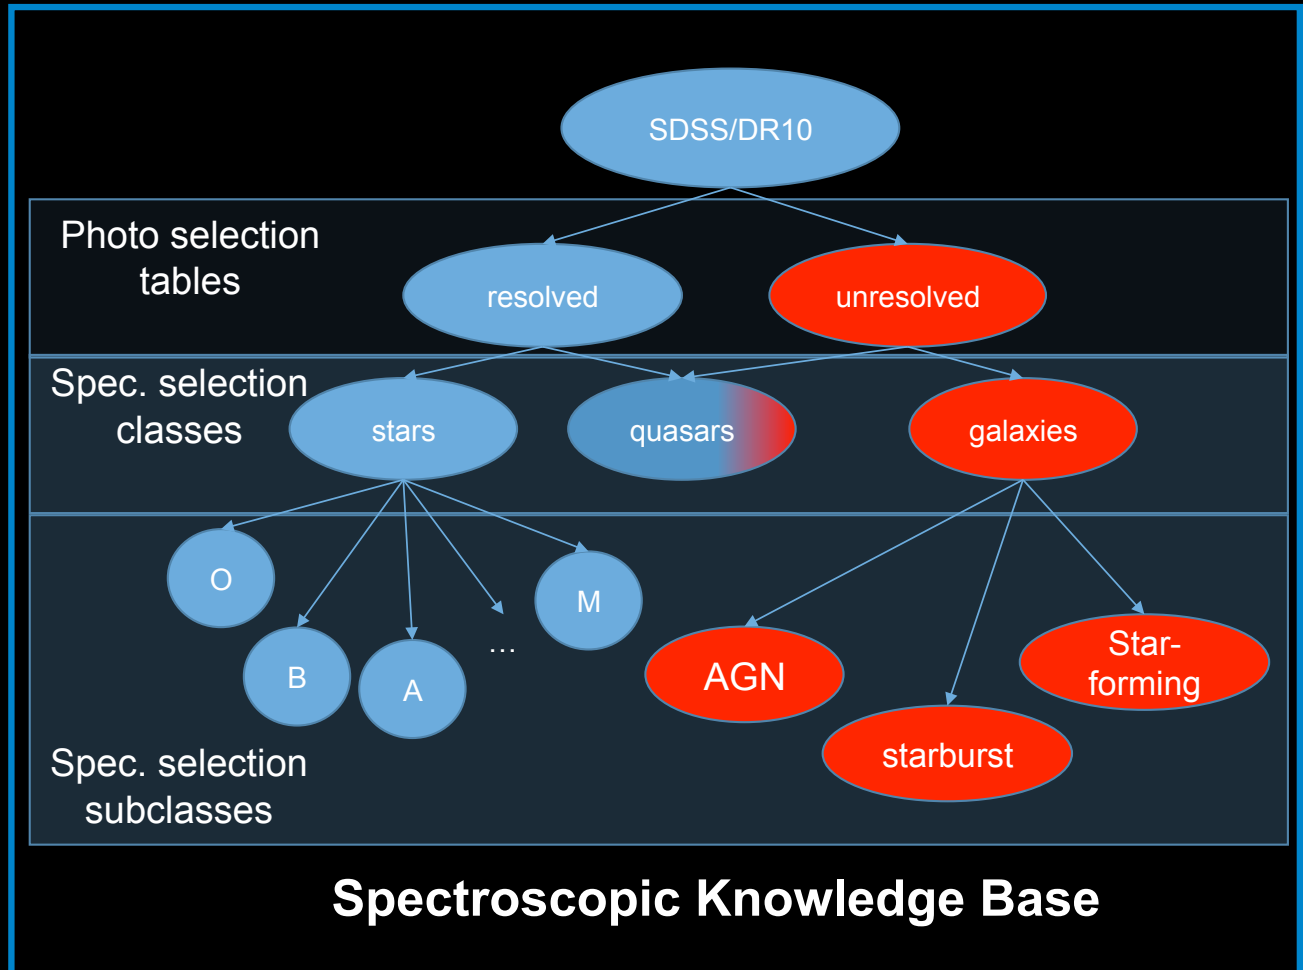 SDSS/DR10
Photo selection
tables
resolved
unresolved
Spec. selection
classes
stars
quasars
galaxies
O
B
A
...
M
AGN
starburst
Star-
forming
Spec. selection
subclasses
Spectroscopic Knowledge Base